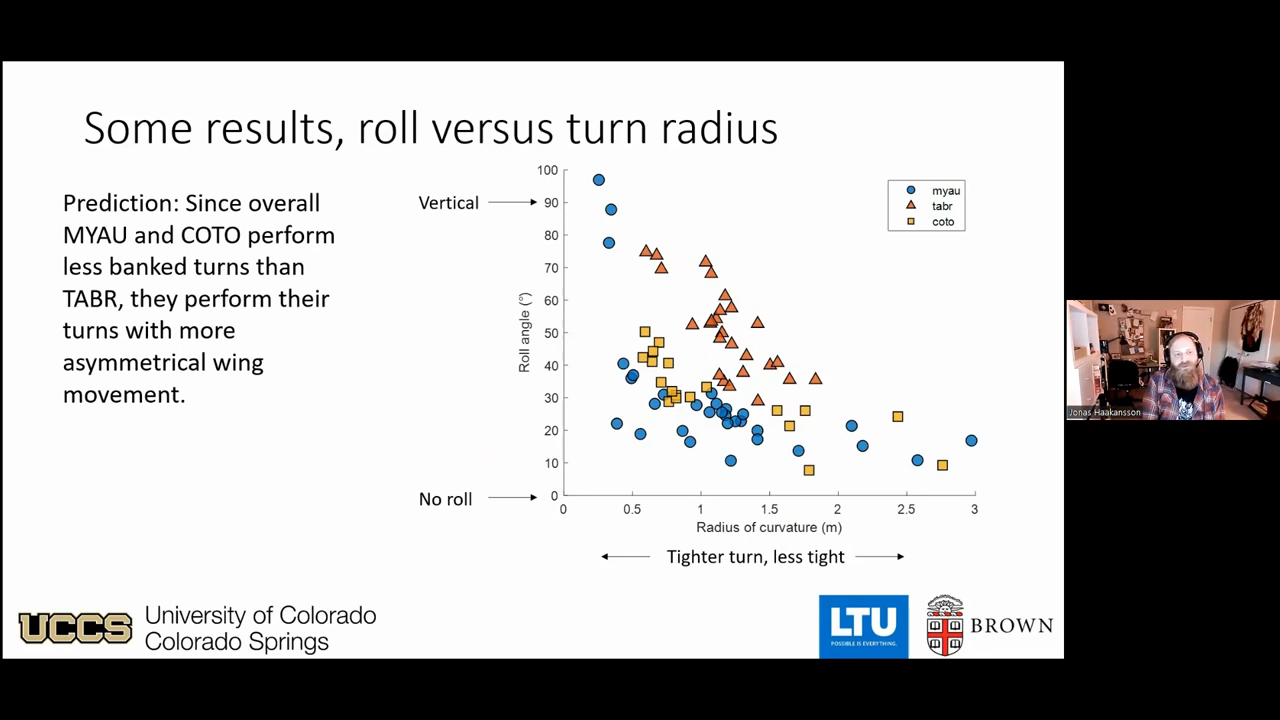 Some results, roll versus turn radius
Prediction: Since overall
MYAU and COTO perform
less banked turns than
TABR, they perform their
turns with more
asymmetrical wing
movement.
Vertical
No roll
Roll angle (°)
100
90
80
70
60
50
40
30
20
10
0
0
0.5
1
1.5
2
2.5
3
Radius of curvature (m)
Tighter turn, less tight
myau
tabr
coto
Jonas Haakansson
UCCS
University of Colorado
Colorado Springs
LTU
POSSIBLE IS EVERYTHING.
BROWN